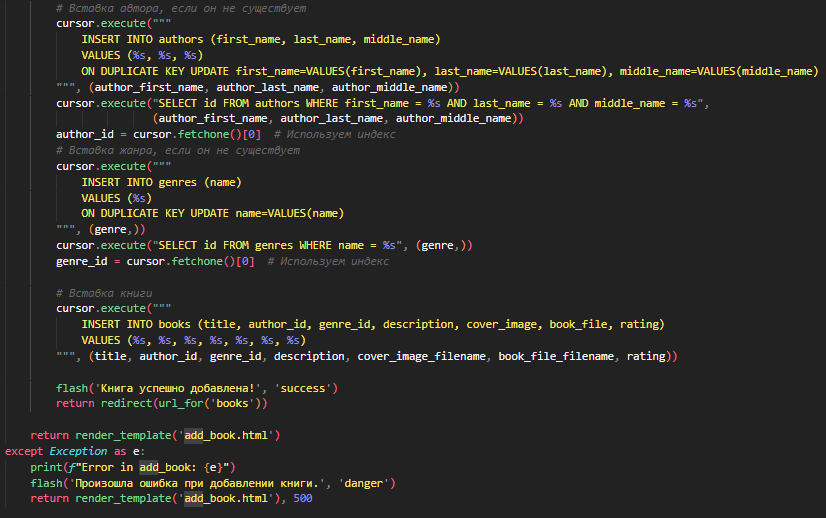 # Вставка автора, если он не существует
cursor.execute("""
INSERT INTO authors (first_name, last_name, middle_name)
VALUES (%s, %s, %s)
ON DUPLICATE KEY UPDATE first_name=VALUES(first_name), last_name=VALUES(last_name), middle_name=VALUES(middle_name)
""", (author_first_name, author_last_name, author_middle_name))
cursor.execute("SELECT id FROM authors WHERE first_name = %s AND last_name = %s AND middle_name = %s",
(author_first_name, author_last_name, author_middle_name))
author_id = cursor.fetchone()[0]  # Используем индекс
# Вставка жанра, если он не существует
cursor.execute("""
INSERT INTO genres (name)
VALUES (%s)
ON DUPLICATE KEY UPDATE name=VALUES(name)
""", (genre,))
cursor.execute("SELECT id FROM genres WHERE name = %s", (genre,))
genre_id = cursor.fetchone()[0]  # Используем индекс
# Вставка книги
cursor.execute("""
INSERT INTO books (title, author_id, genre_id, description, cover_image, book_file, rating)
VALUES (%s, %s, %s, %s, %s, %s, %s)
""", (title, author_id, genre_id, description, cover_image_filename, book_file_filename, rating))
flash('Книга успешно добавлена!', 'success')
return redirect(url_for('books'))
return render_template('add_book.html')
except Exception as e:
print(f"Error in add_book: {e}")
flash('Произошла ошибка при добавлении книги.', 'danger')
return render_template('add_book.html'), 500